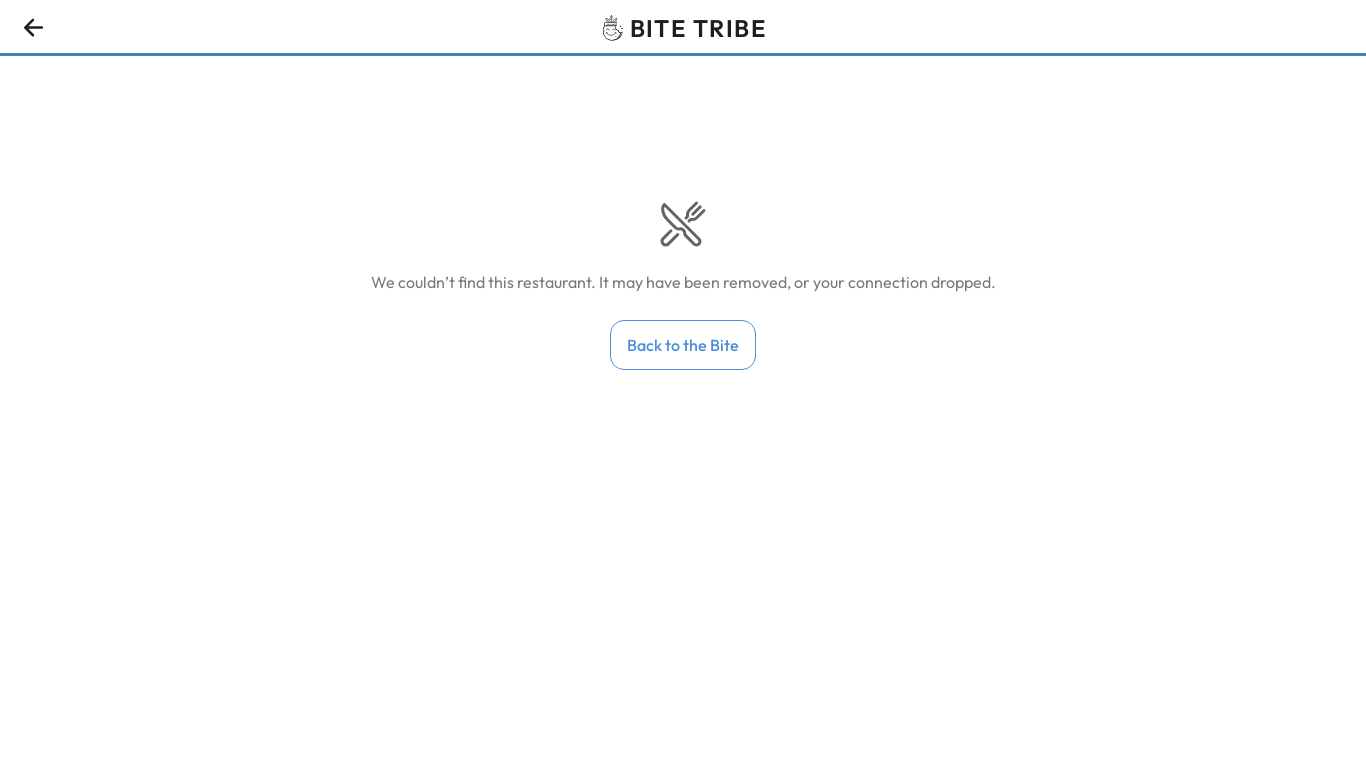 BITE TRIBE
We couldn’t find this restaurant. It may have been removed, or your connection dropped.
Back to the Bite